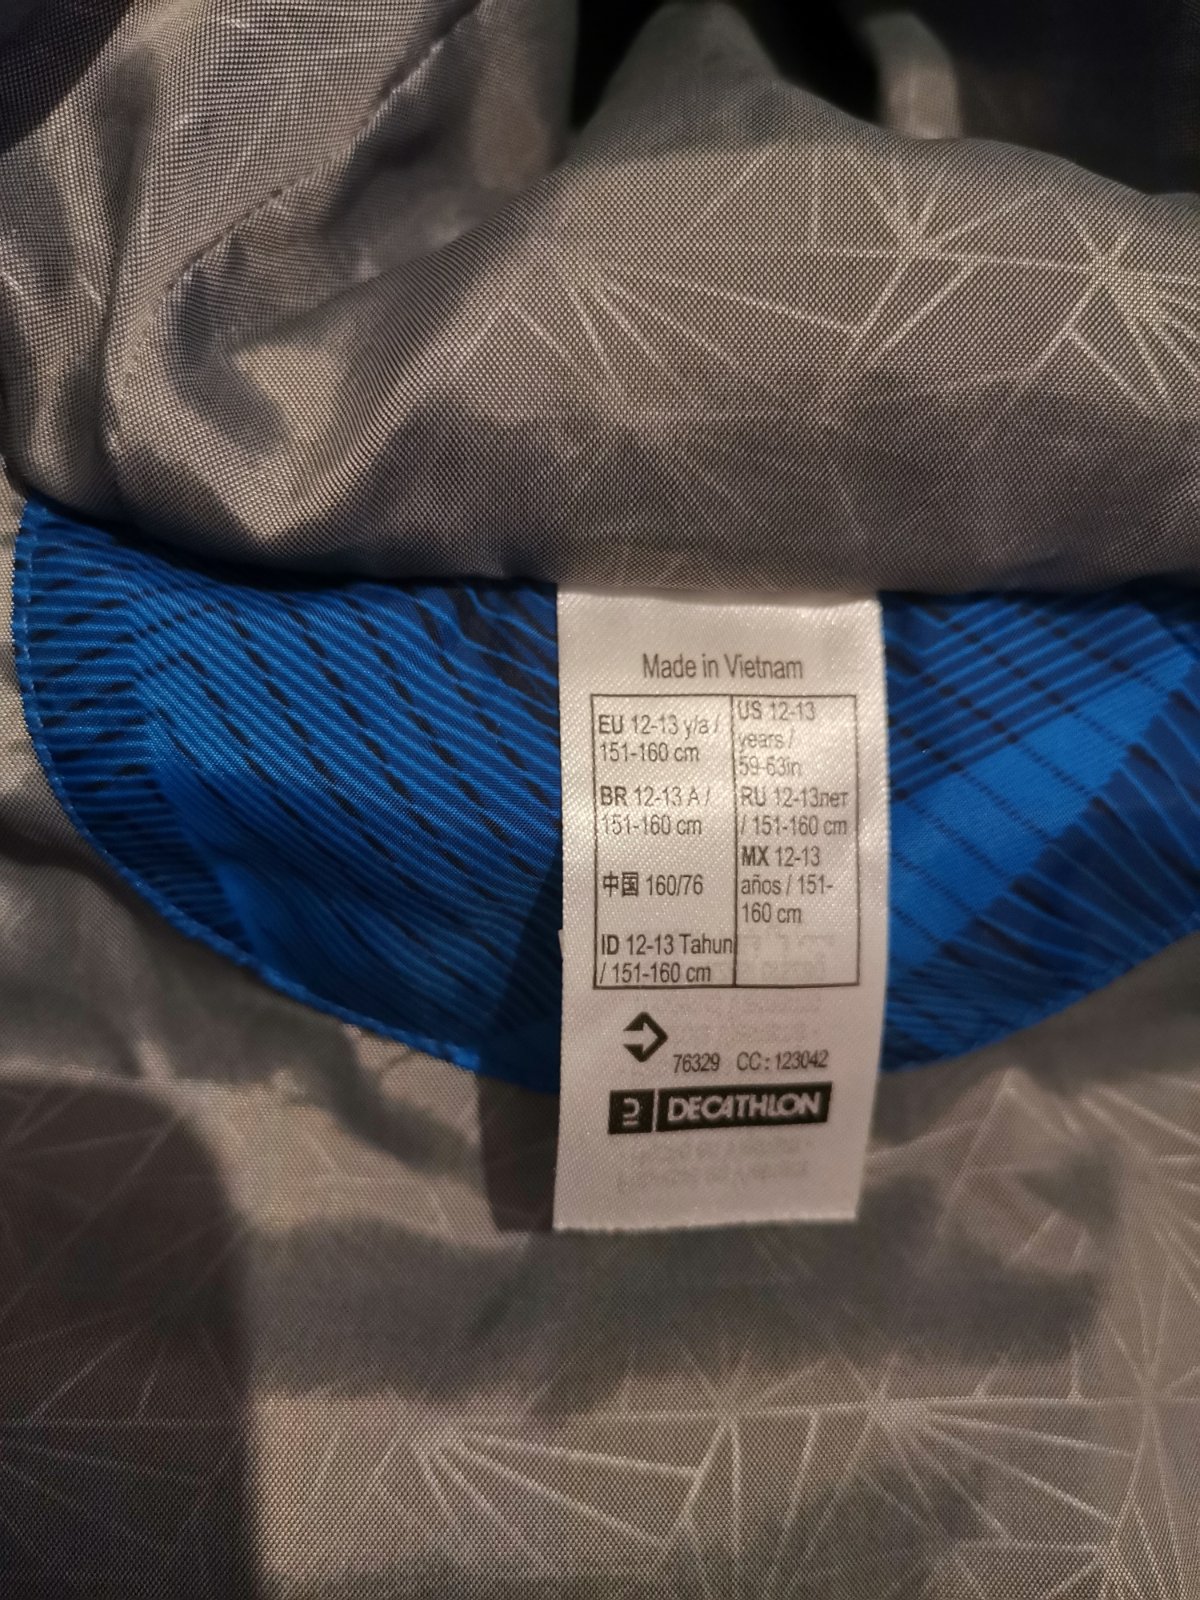 Made in Vietnam
EU 12-13 y/a /
151-160 cm
BR 12-13 A /
151-160 cm
中国 160/76
ID 12-13 Tahun
/ 151-160 cm
US 12-13
years /
59-63in
RU 12-13лет
/ 151-160 cm
MX 12-13
años / 151-
160 cm
76329 CC : 123042
DECATHLON